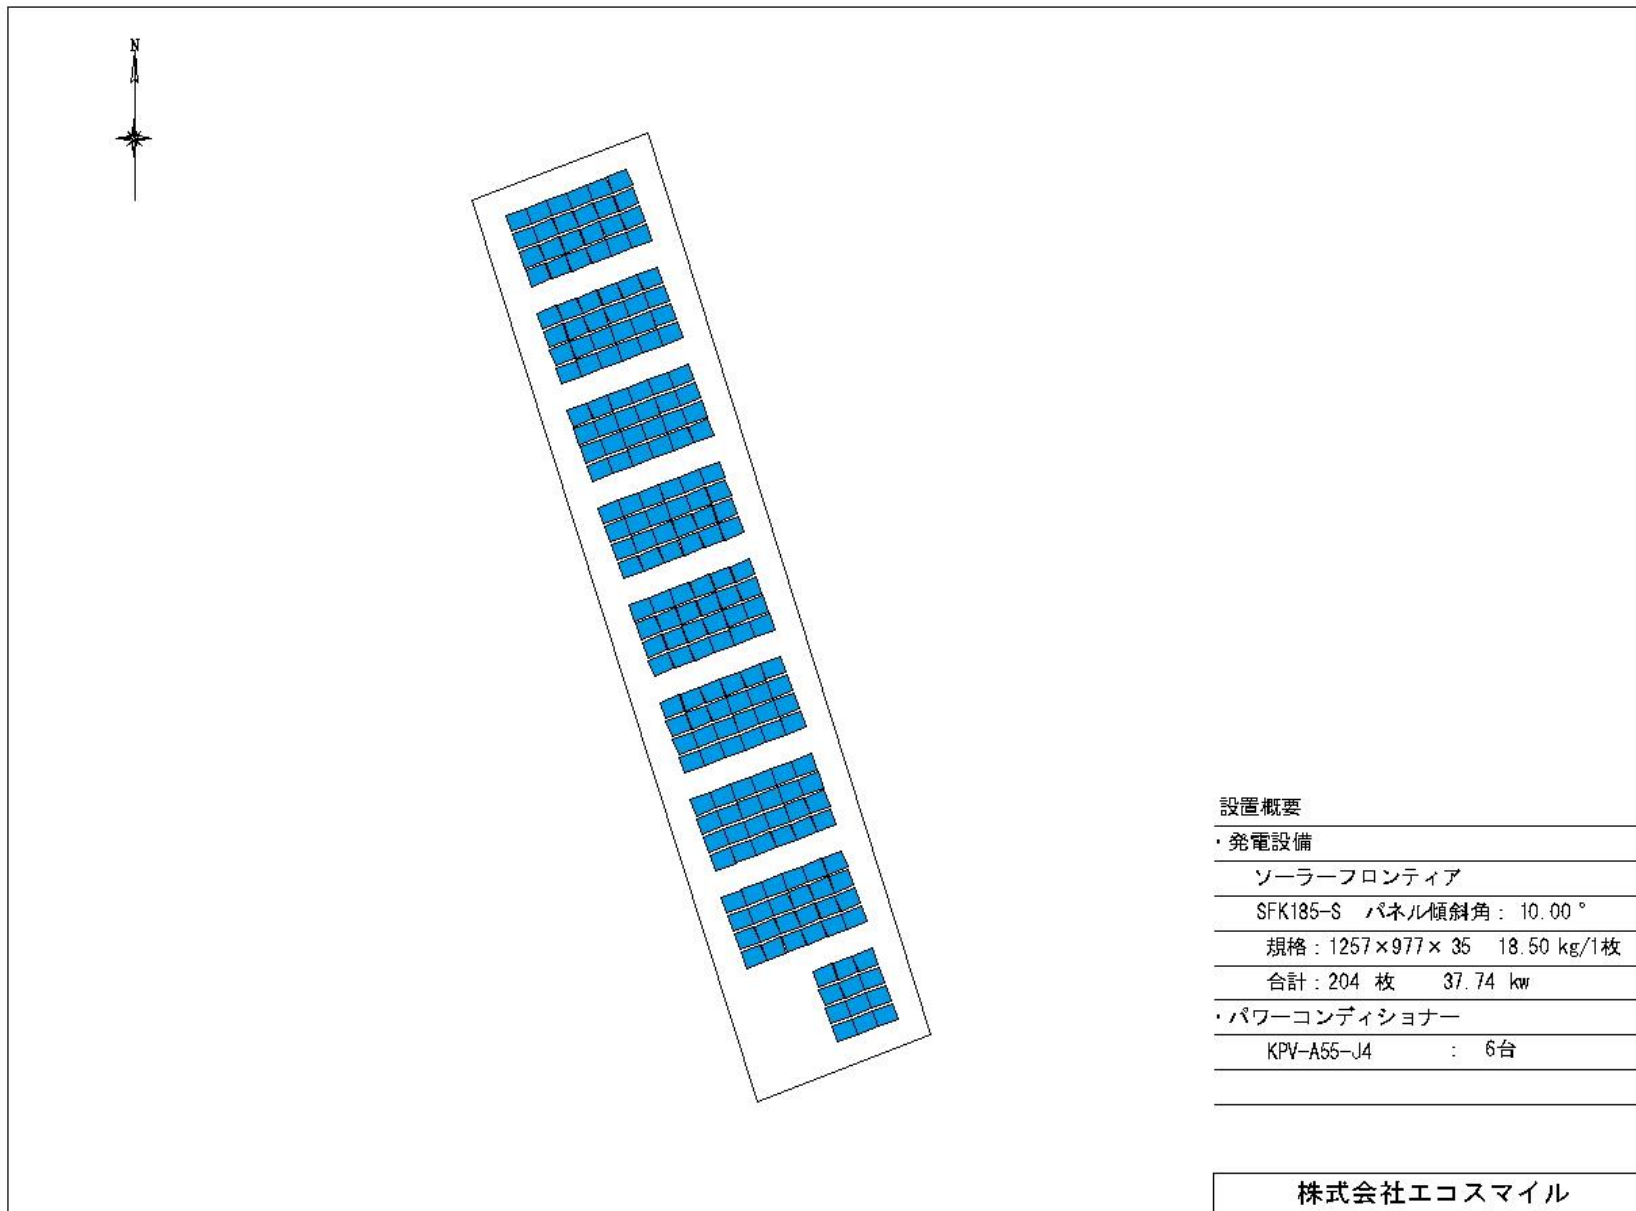 N
設置概要
・発電設備
ソーラーフロンティア
SFK185-S パネル傾斜角 : 10.00 °
規格 : 1257×977× 35 18.50 kg/1枚
合計 : 204 枚 37.74 kw
・パワーコンディショナー
KPV-A55-J4 : 6台
株式会社エコスマイル